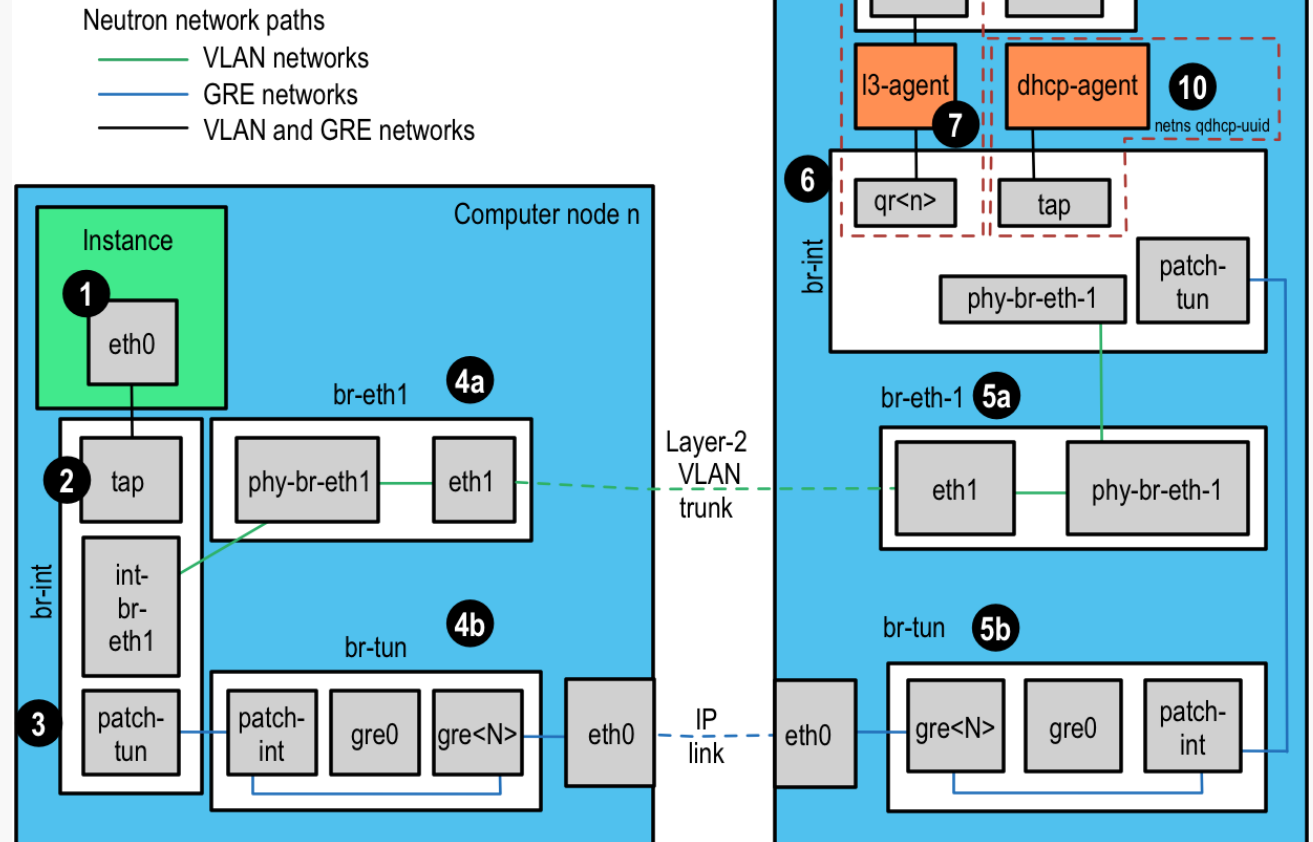 Neutron network paths
VLAN networks
GRE networks
VLAN and GRE networks
Computer node n
Instance
1
eth0
2
tap
int-
br-
eth1
br-int
3
patch-
tun
br-eth1
4a
phy-br-eth1
eth1
br-tun
4b
patch-
int
gre0
gre<N>
eth0
Layer-2
VLAN
trunk
IP
link
l3-agent
7
dhcp-agent
10
netns qdhcp-uuid
6
br-int
qr<n>
tap
phy-br-eth-1
patch-
tun
br-eth-1
5a
eth1
phy-br-eth-1
br-tun
5b
eth0
gre<N>
gre0
patch-
int